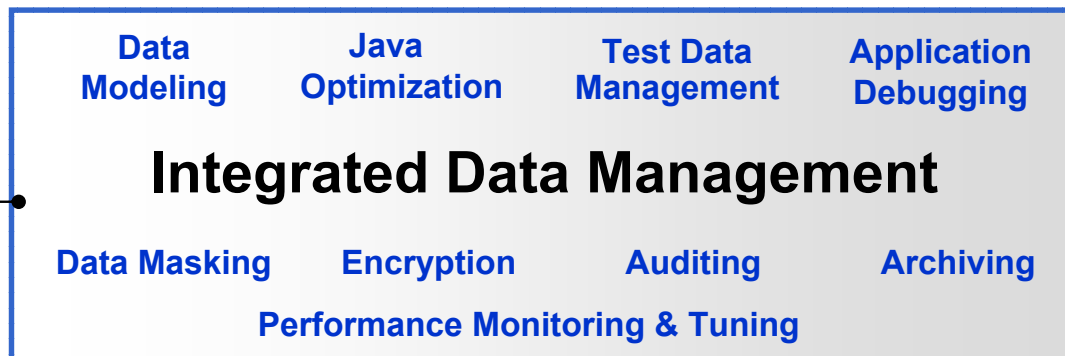 Data Modeling
Java Optimization
Test Data Management
Application Debugging
Integrated Data Management
Data Masking
Encryption
Auditing
Archiving
Performance Monitoring & Tuning